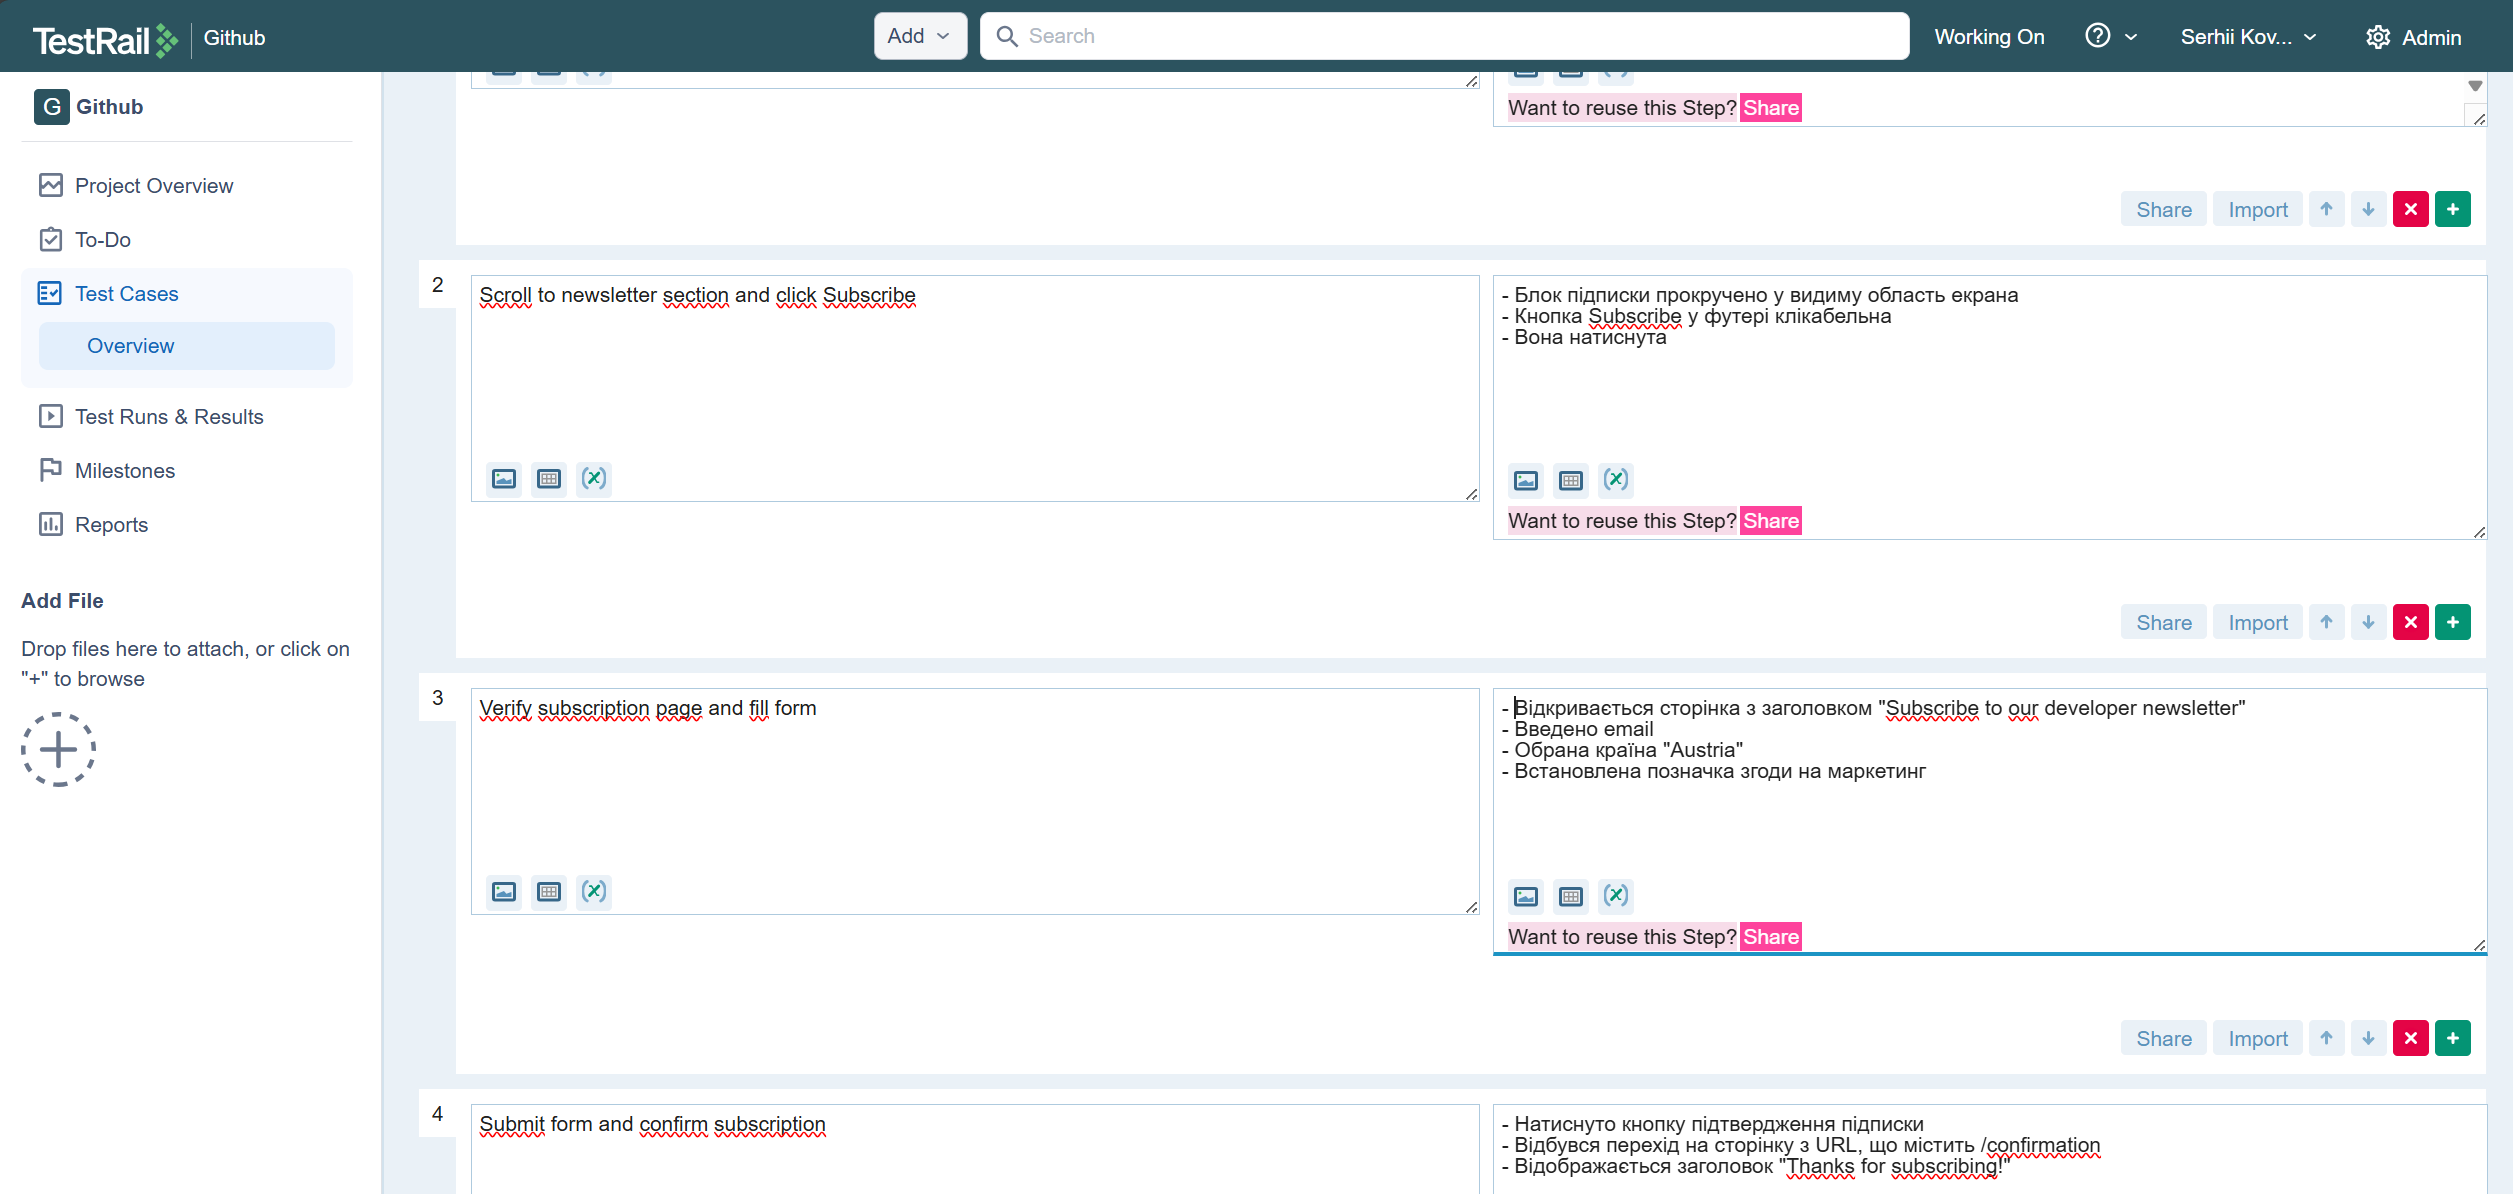 TestRail Github
Add
Search
Working On
Serhii Kov...
Admin
G Github
Project Overview
To-Do
Test Cases
Overview
Test Runs & Results
Milestones
Reports
Add File
Drop files here to attach, or click on
"+" to browse
Want to reuse this Step? Share
Share Import
2
Scroll to newsletter section and click Subscribe
- Блок підписки прокручено у видиму область екрана
- Кнопка Subscribe у футері клікабельна
- Вона натиснута
Want to reuse this Step? Share
Share Import
3
Verify subscription page and fill form
- Відкривається сторінка з заголовком "Subscribe to our developer newsletter"
- Введено email
- Обрана країна "Austria"
- Встановлена позначка згоди на маркетинг
Want to reuse this Step? Share
Share Import
4
Submit form and confirm subscription
- Натиснуто кнопку підтвердження підписки
- Відбувся перехід на сторінку з URL, що містить /confirmation
- Відображається заголовок "Thanks for subscribing!"